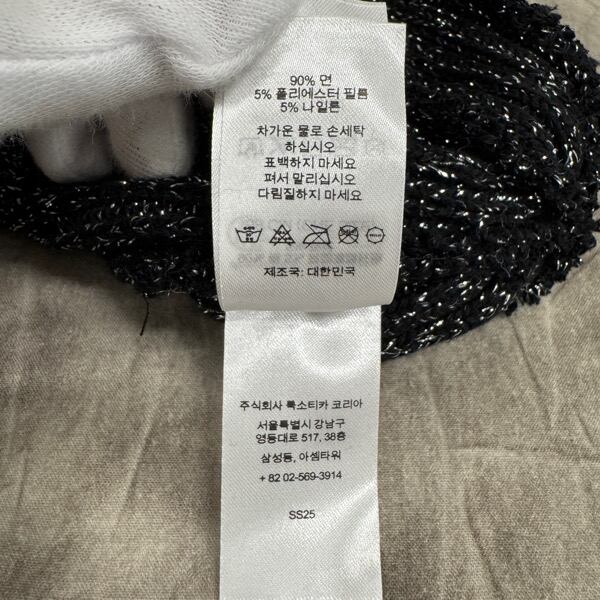 90% 면
5% 폴리에스터 필름
5% 나일론
차가운 물로 손세탁
하십시오
표백하지 마세요
펴서 말리십시오
다림질하지 마세요
제조국: 대한민국
주식회사 룩소티카 코리아
서울특별시 강남구
영동대로 517, 38층
삼성동, 아셈타워
+ 82 02-569-3914
SS25